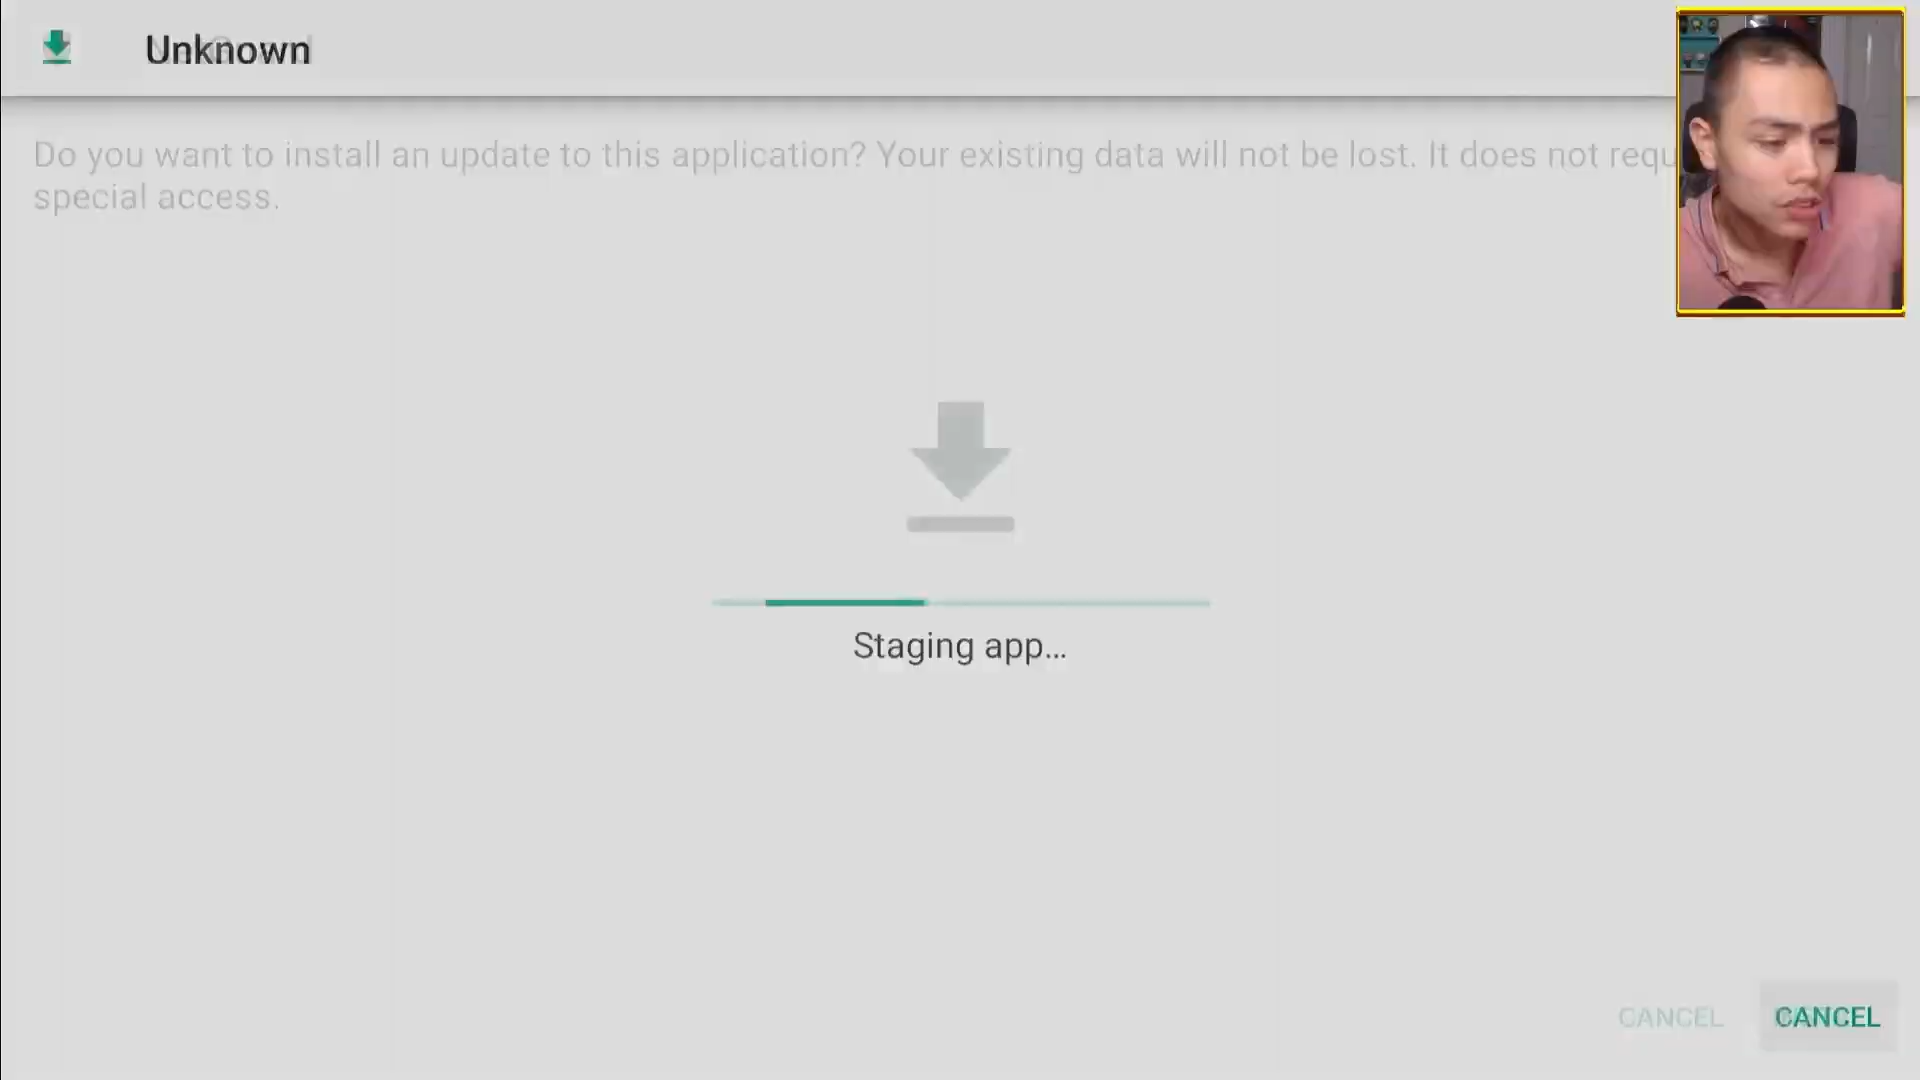 Unknown
Do you want to install an update to this application? Your existing data will not be lost. It does not requ
special access.
Staging app...
CANCEL CANCEL